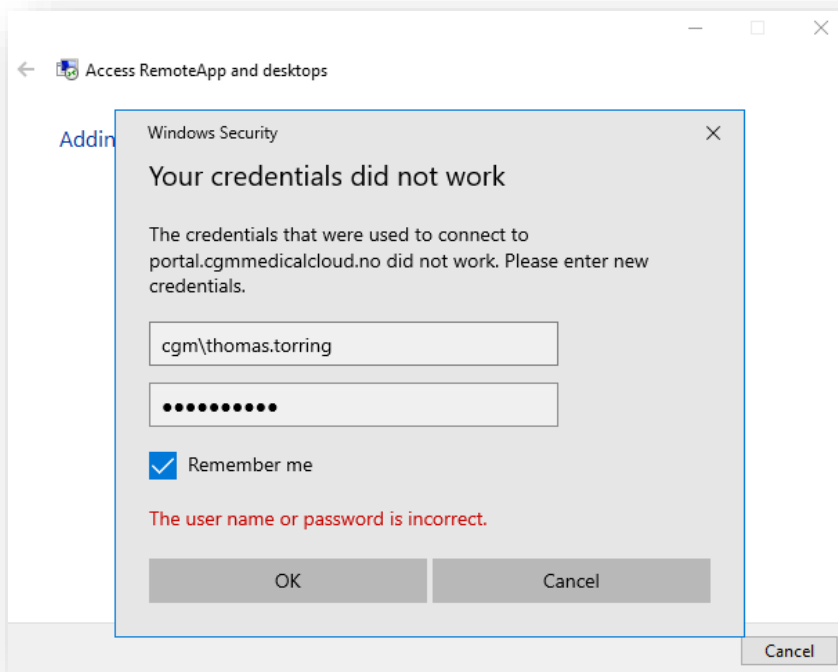 Access RemoteApp and desktops
Addin
Windows Security
Your credentials did not work
The credentials that were used to connect to
portal.cgmmedicalcloud.no did not work. Please enter new
credentials.
cgm\thomas.torring
●●●●●●●●●●
Remember me
The user name or password is incorrect.
OK Cancel
Cancel